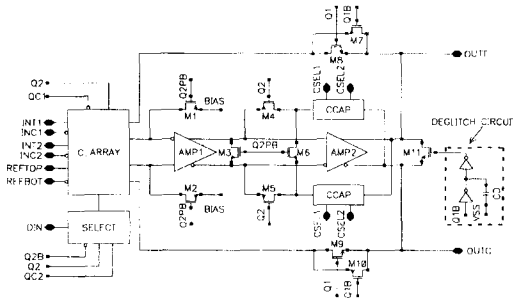 Q1
Q1B
M7
M8
OUTT
Q2
QC1
Q2PB
Q2
CSEL1
CSEL2
M1
BIAS
M4
CCAP
DEGLITCH CIRCUIT
INT1
INC1
INT2
INC2
REFTOP
REFBOT
C. ARRAY
AMP1
M3
Q2PB
M6
AMP2
M11
CD
VSS
Q1B
M2
BIAS
M5
CCAP
Q2PB
Q2
CSEL1
CSEL2
DIN
SELECT
M9
OUTC
M10
Q2B
Q2
QC2
Q1
Q1B